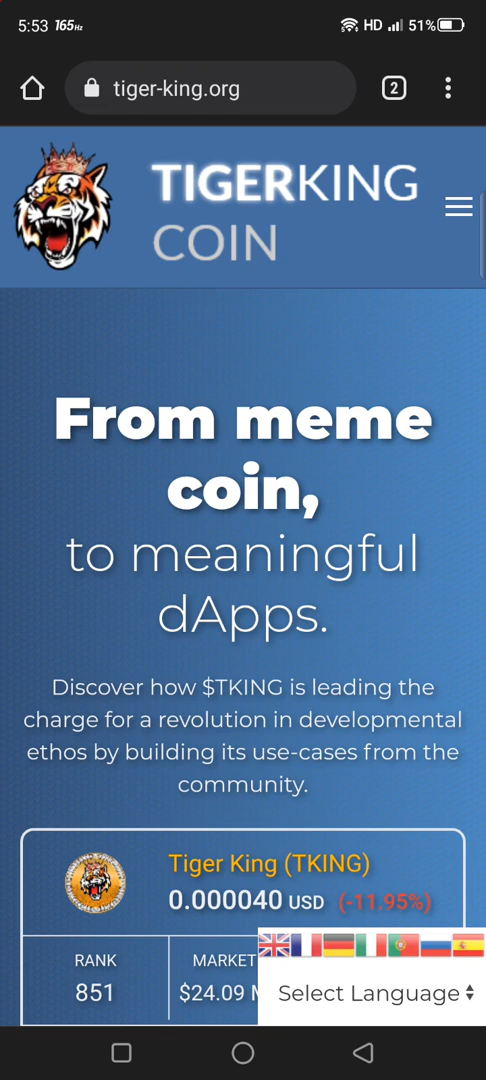 5:53 165Hz HD 51%
tiger-king.org 2
TIGERKING
COIN
From meme
coin,
to meaningful
dApps.
Discover how $TKING is leading the
charge for a revolution in developmental
ethos by building its use-cases from the
community.
Tiger King (TKING)
0.000040 USD (-11.95%)
RANK MARKET
851 $24.09
Select Language